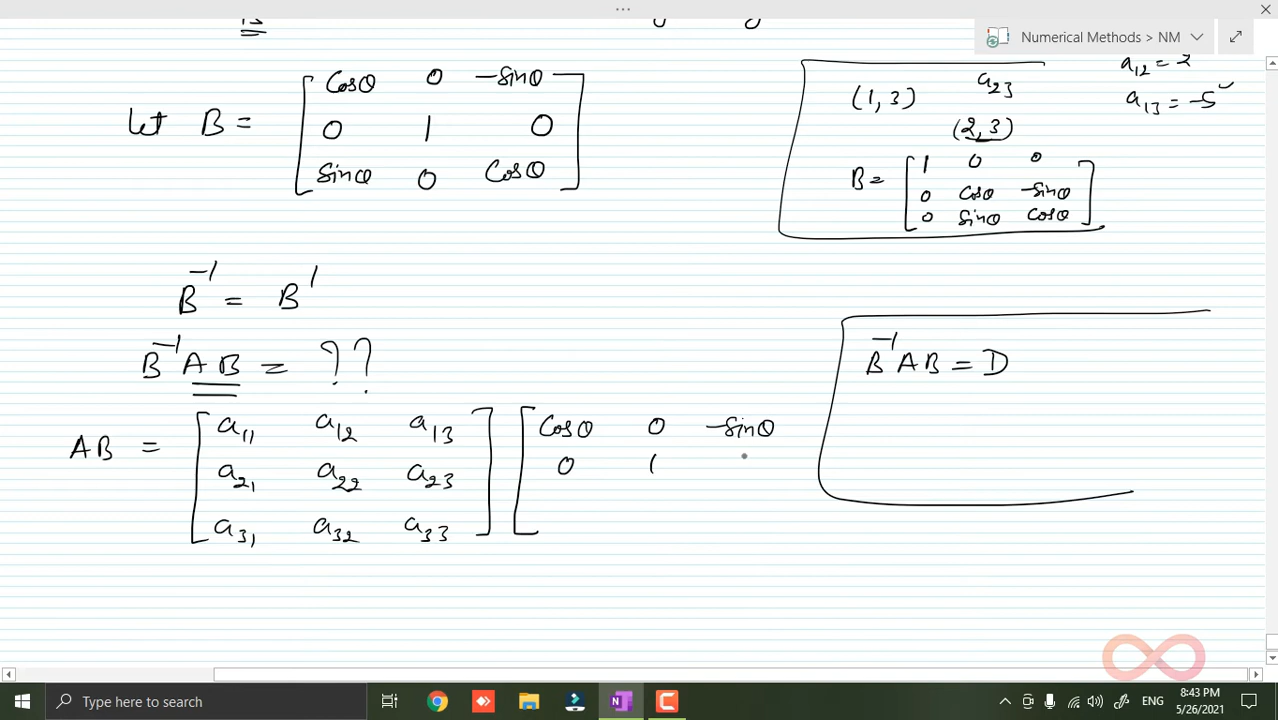 ...
Numerical Methods > NM
a12 = 2
a13 = -5
(1, 3) a23
(2, 3)
B = [ 1 0 0
0 Cosθ -Sinθ
0 Sinθ Cosθ ]
let B = [ Cosθ 0 -Sinθ
0 1 0
Sinθ 0 Cosθ ]
B⁻¹ = B'
B⁻¹AB = ??
B⁻¹AB = D
AB = [ a11 a12 a13
a21 a22 a23
a31 a32 a33 ] [ Cosθ 0 -Sinθ
0 1
Type here to search
ENG
8:43 PM
5/26/2021